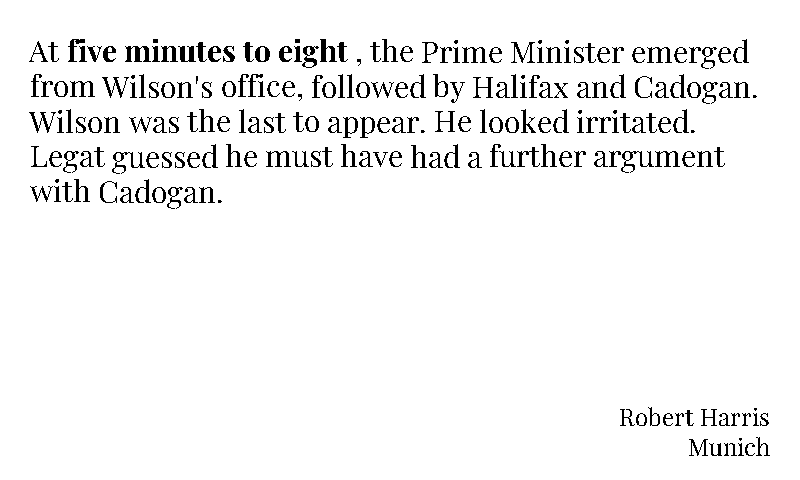 At five minutes to eight , the Prime Minister emerged
from Wilson's office, followed by Halifax and Cadogan.
Wilson was the last to appear. He looked irritated.
Legat guessed he must have had a further argument
with Cadogan.
Robert Harris
Munich